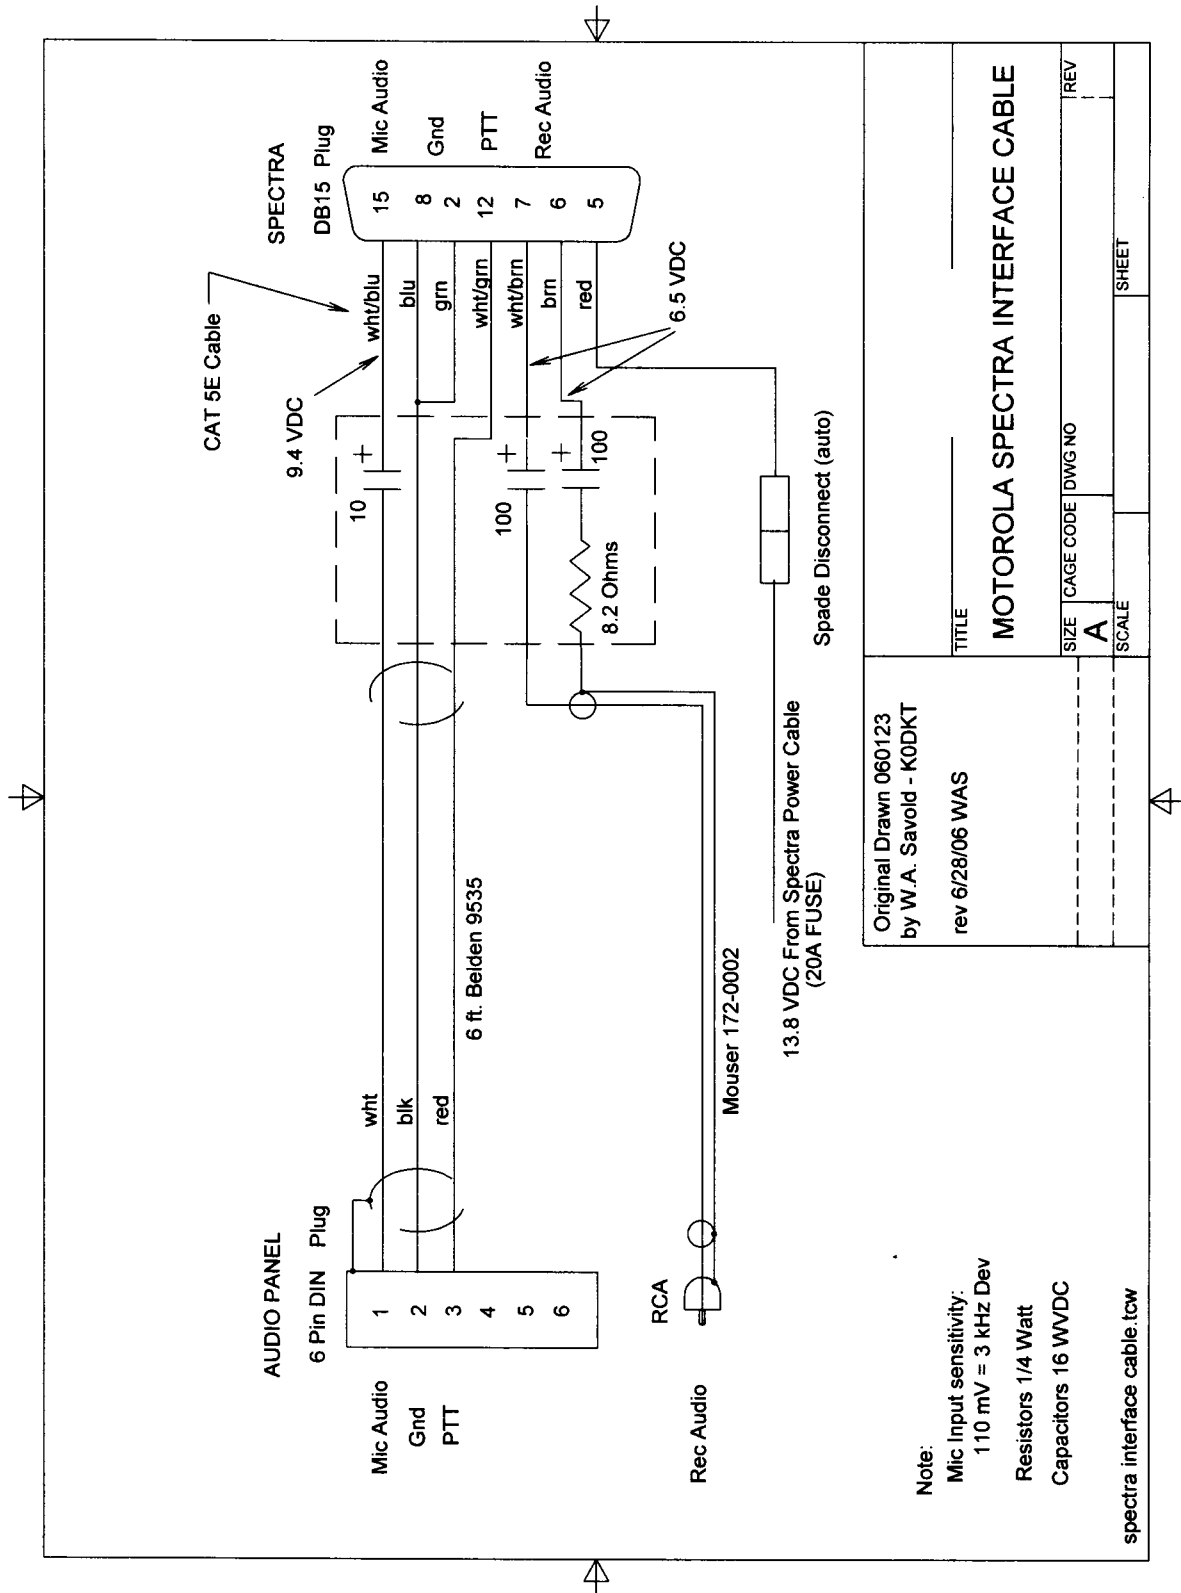 CAT 5E Cable
SPECTRA
DB15 Plug
9.4 VDC
AUDIO PANEL
6 Pin DIN Plug
Mic Audio
1
wht
10
+
wht/blu
15
Mic Audio
Gnd
2
blk
blu
8
Gnd
PTT
3
red
grn
2
4
wht/grn
12
PTT
5
100
+
wht/brn
7
6
+
brn
6
Rec Audio
100
red
5
6 ft. Belden 9535
8.2 Ohms
6.5 VDC
RCA
Rec Audio
Mouser 172-0002
13.8 VDC From Spectra Power Cable
(20A FUSE)
Spade Disconnect (auto)
Note:
Mic Input sensitivity:
110 mV = 3 kHz Dev
Resistors 1/4 Watt
Capacitors 16 WVDC
spectra interface cable.tcw
Original Drawn 060123
by W.A. Savold - K0DKT
rev 6/28/06 WAS
TITLE
MOTOROLA SPECTRA INTERFACE CABLE
SIZE
A
CAGE CODE
DWG NO
REV
SCALE
SHEET